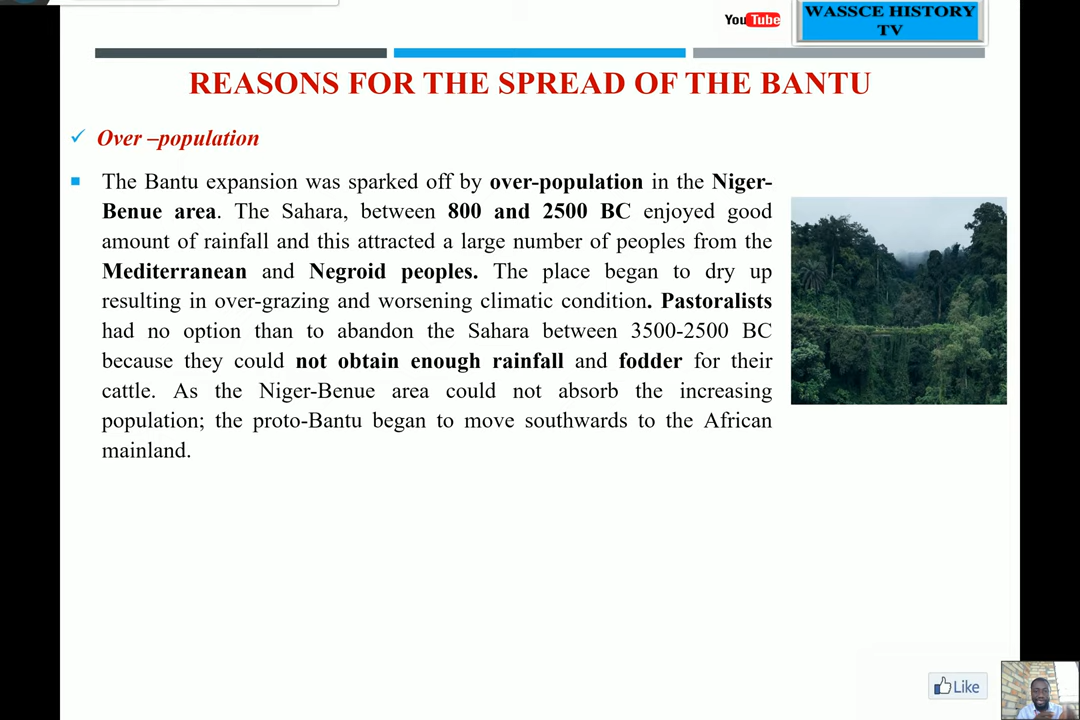 YouTube
WASSCE HISTORY
TV
REASONS FOR THE SPREAD OF THE BANTU
Over –population
The Bantu expansion was sparked off by over-population in the Niger-
Benue area. The Sahara, between 800 and 2500 BC enjoyed good
amount of rainfall and this attracted a large number of peoples from the
Mediterranean and Negroid peoples. The place began to dry up
resulting in over-grazing and worsening climatic condition. Pastoralists
had no option than to abandon the Sahara between 3500-2500 BC
because they could not obtain enough rainfall and fodder for their
cattle. As the Niger-Benue area could not absorb the increasing
population; the proto-Bantu began to move southwards to the African
mainland.
Like